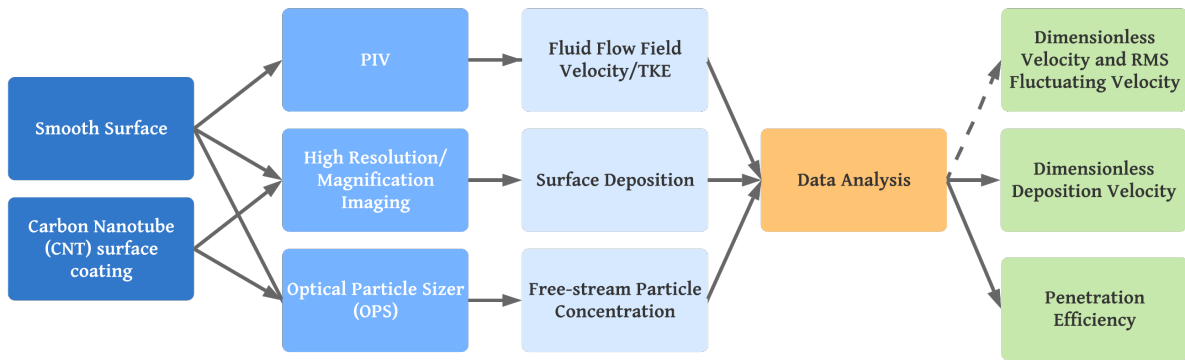 Smooth Surface
Carbon Nanotube
(CNT) surface
coating
PIV
High Resolution/
Magnification
Imaging
Optical Particle Sizer
(OPS)
Fluid Flow Field
Velocity/TKE
Surface Deposition
Free-stream Particle
Concentration
Data Analysis
Dimensionless
Velocity and RMS
Fluctuating Velocity
Dimensionless
Deposition Velocity
Penetration
Efficiency